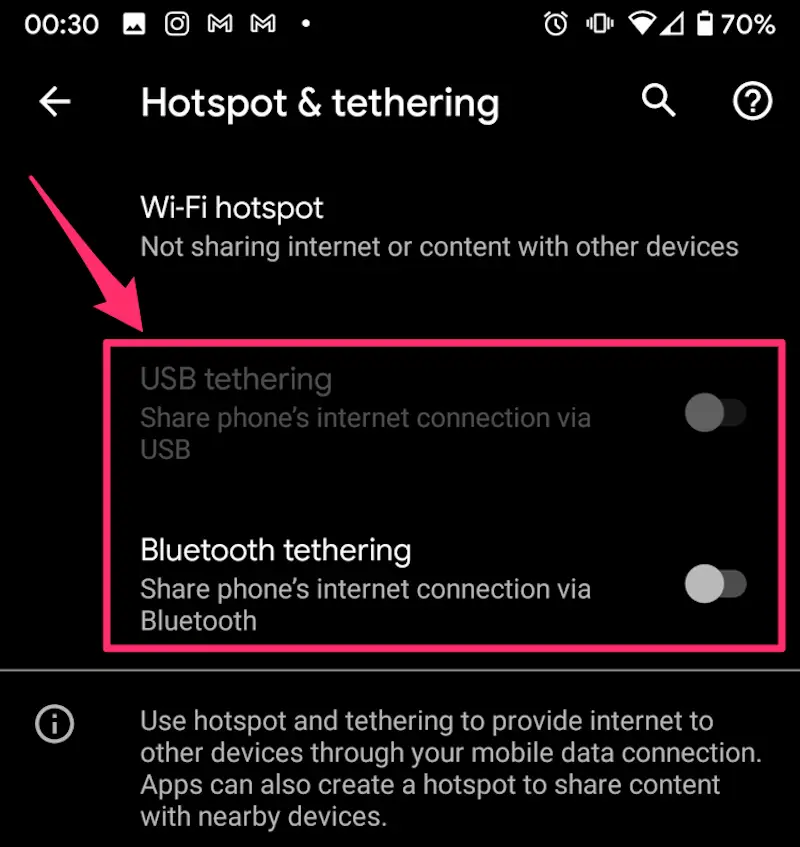 00:30 70%
Hotspot & tethering
Wi-Fi hotspot
Not sharing internet or content with other devices
USB tethering
Share phone’s internet connection via
USB
Bluetooth tethering
Share phone’s internet connection via
Bluetooth
Use hotspot and tethering to provide internet to
other devices through your mobile data connection.
Apps can also create a hotspot to share content
with nearby devices.